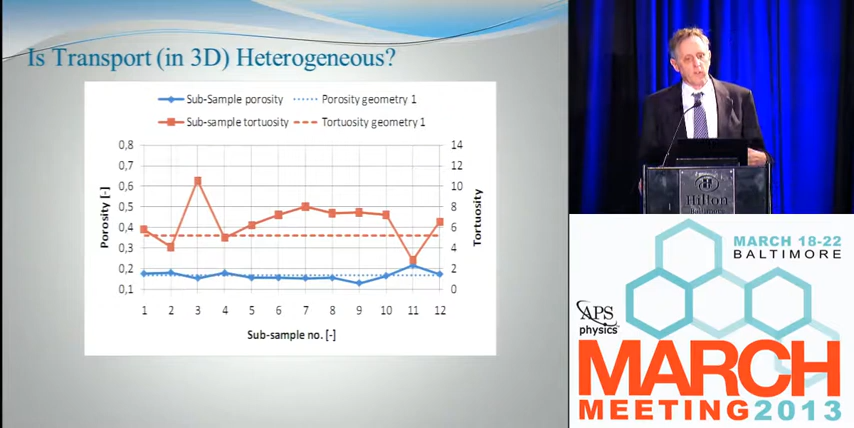 Is Transport (in 3D) Heterogeneous?
Sub-Sample porosity
Porosity geometry 1
Sub-sample tortuosity
Tortuosity geometry 1
0,8
0,7
0,6
0,5
0,4
0,3
0,2
0,1
Porosity [-]
14
12
10
8
6
4
2
0
Tortuosity
1 2 3 4 5 6 7 8 9 10 11 12
Sub-sample no. [-]
Hilton
Baltimore
MARCH 18-22
BALTIMORE
APS
physics
MARCH
MEETING 2013